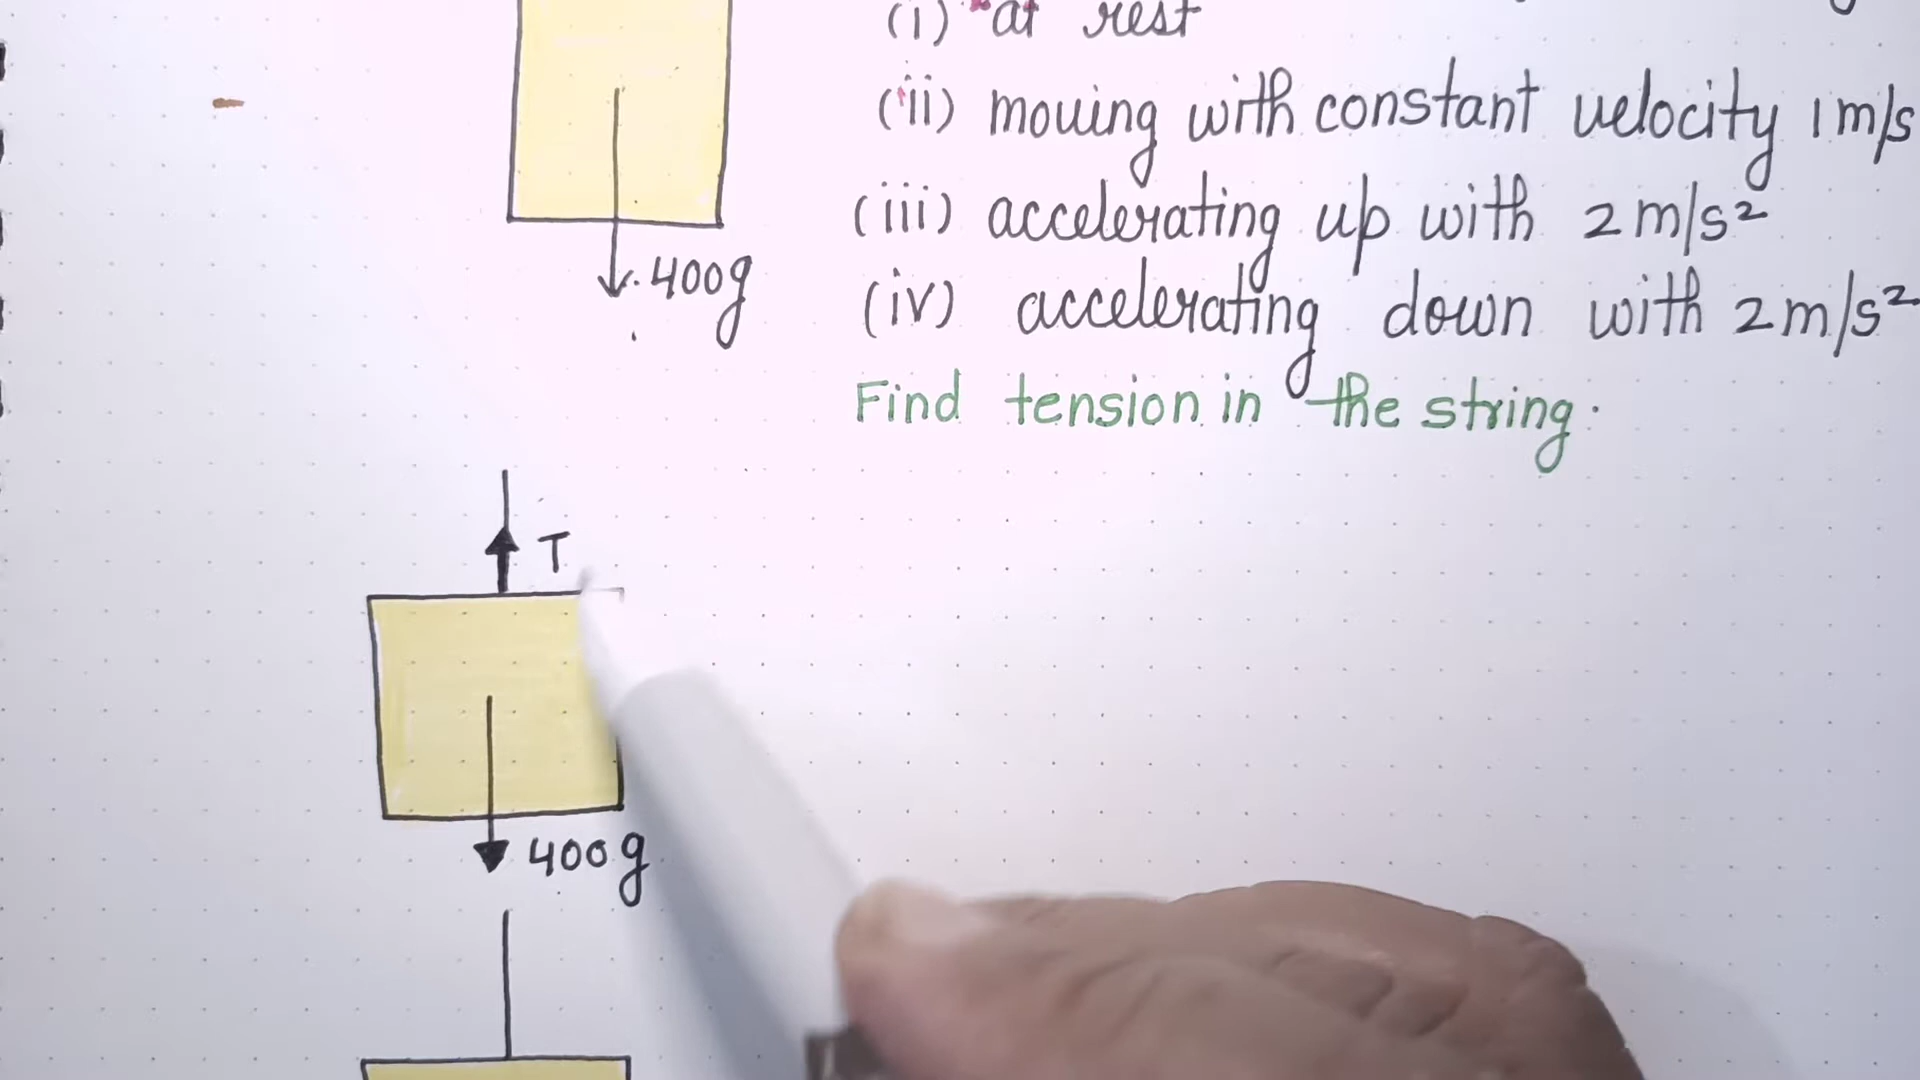 (i) at rest
(ii) moving with constant velocity 1m/s
(iii) accelerating up with 2m/s²
400g
(iv) accelerating down with 2m/s²
Find tension in the string.
T
400g